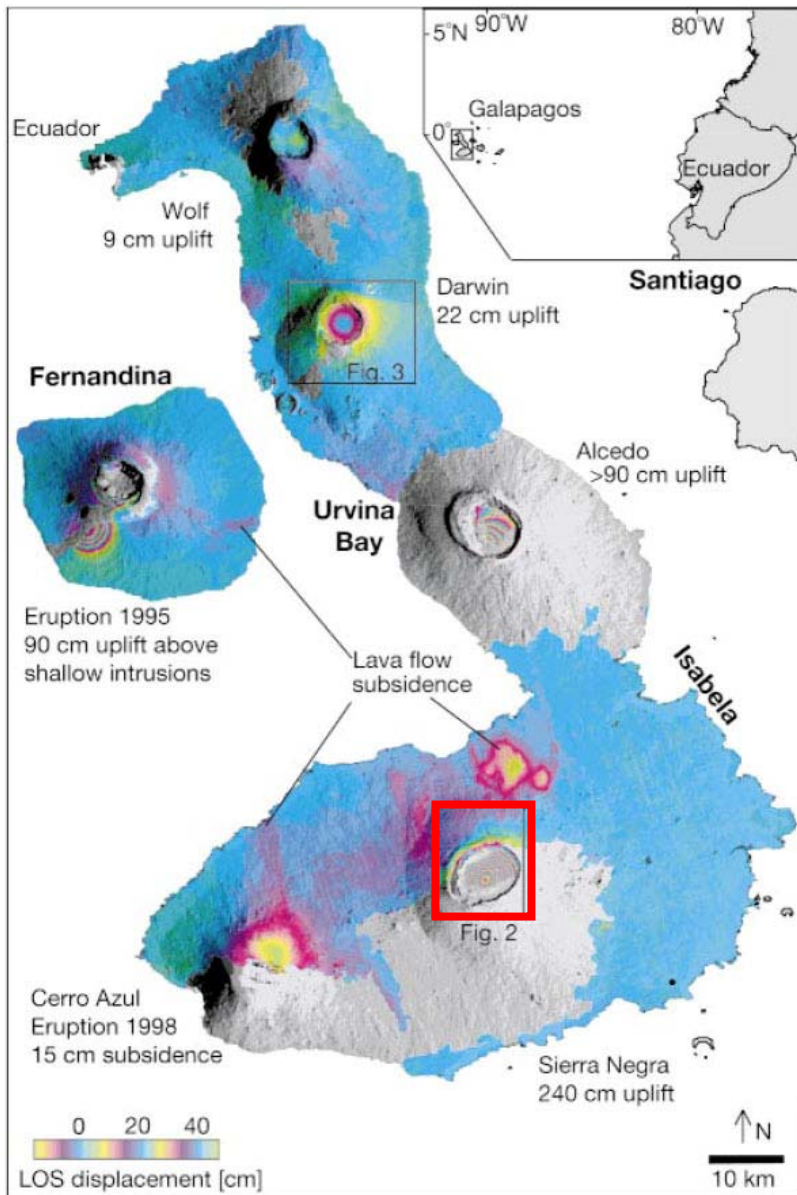 5°N
90°W
80°W
0°
Galapagos
Ecuador
Ecuador
Wolf
9 cm uplift
Santiago
Darwin
22 cm uplift
Fig. 3
Fernandina
Alcedo
>90 cm uplift
Urvina
Bay
Eruption 1995
90 cm uplift above
shallow intrusions
Lava flow
subsidence
Isabela
Fig. 2
Cerro Azul
Eruption 1998
15 cm subsidence
Sierra Negra
240 cm uplift
0 20 40
LOS displacement [cm]
N
10 km